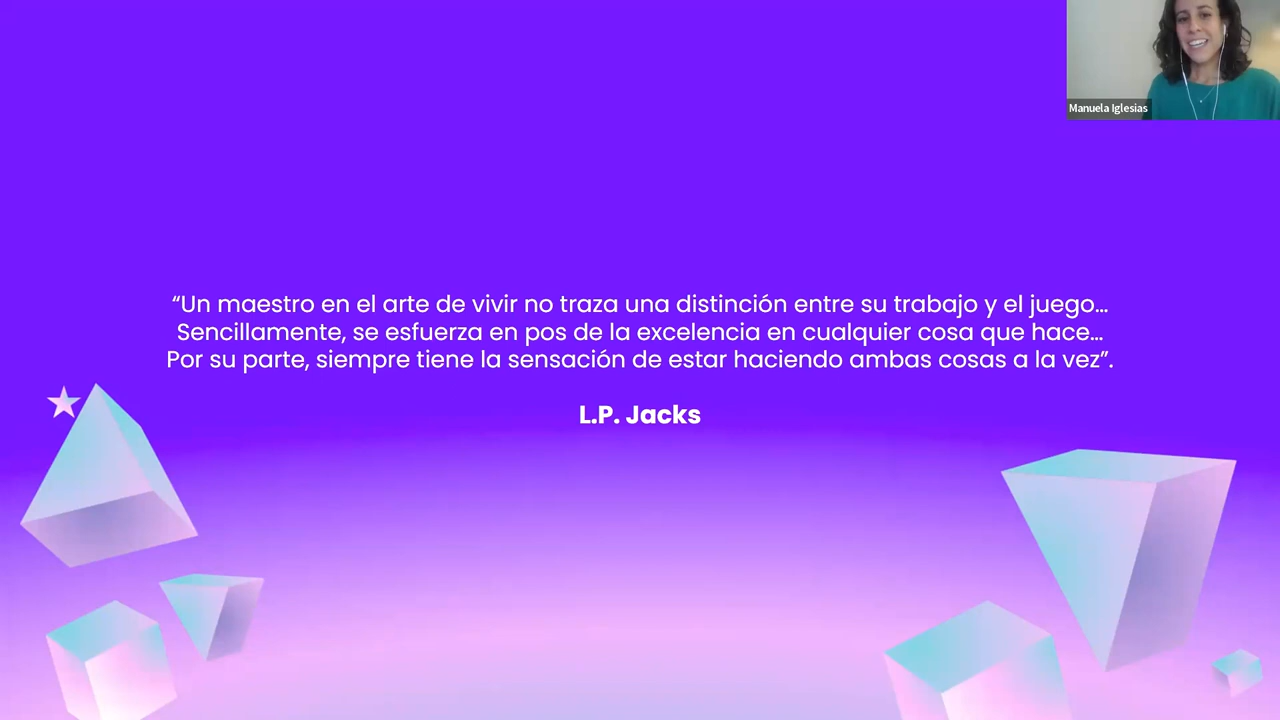 Manuela Iglesias
“Un maestro en el arte de vivir no traza una distinción entre su trabajo y el juego...
Sencillamente, se esfuerza en pos de la excelencia en cualquier cosa que hace...
Por su parte, siempre tiene la sensación de estar haciendo ambas cosas a la vez”.
L.P. Jacks